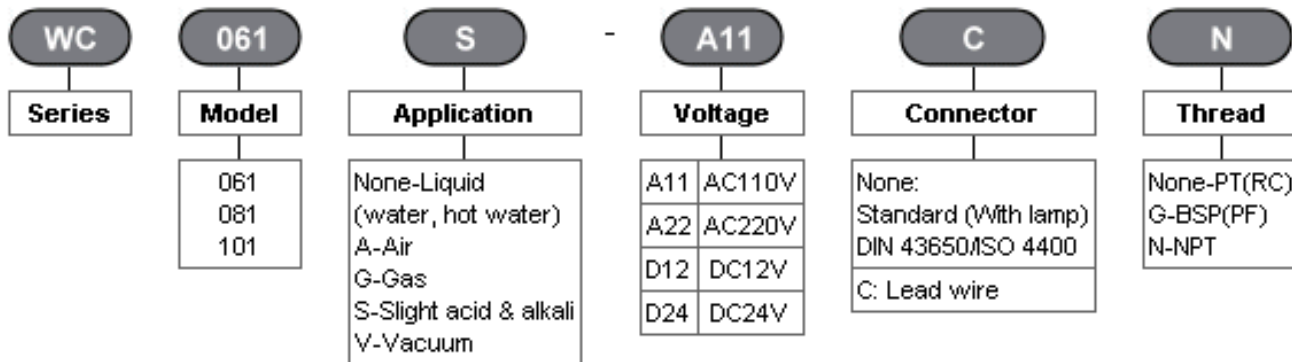 WC 061 S - A11 C N
Series Model Application Voltage Connector Thread
061
081
101
None-Liquid
(water, hot water)
A-Air
G-Gas
S-Slight acid & alkali
V-Vacuum
A11 AC110V
A22 AC220V
D12 DC12V
D24 DC24V
None:
Standard (With lamp)
DIN 43650/ISO 4400
C: Lead wire
None-PT(RC)
G-BSP(PF)
N-NPT